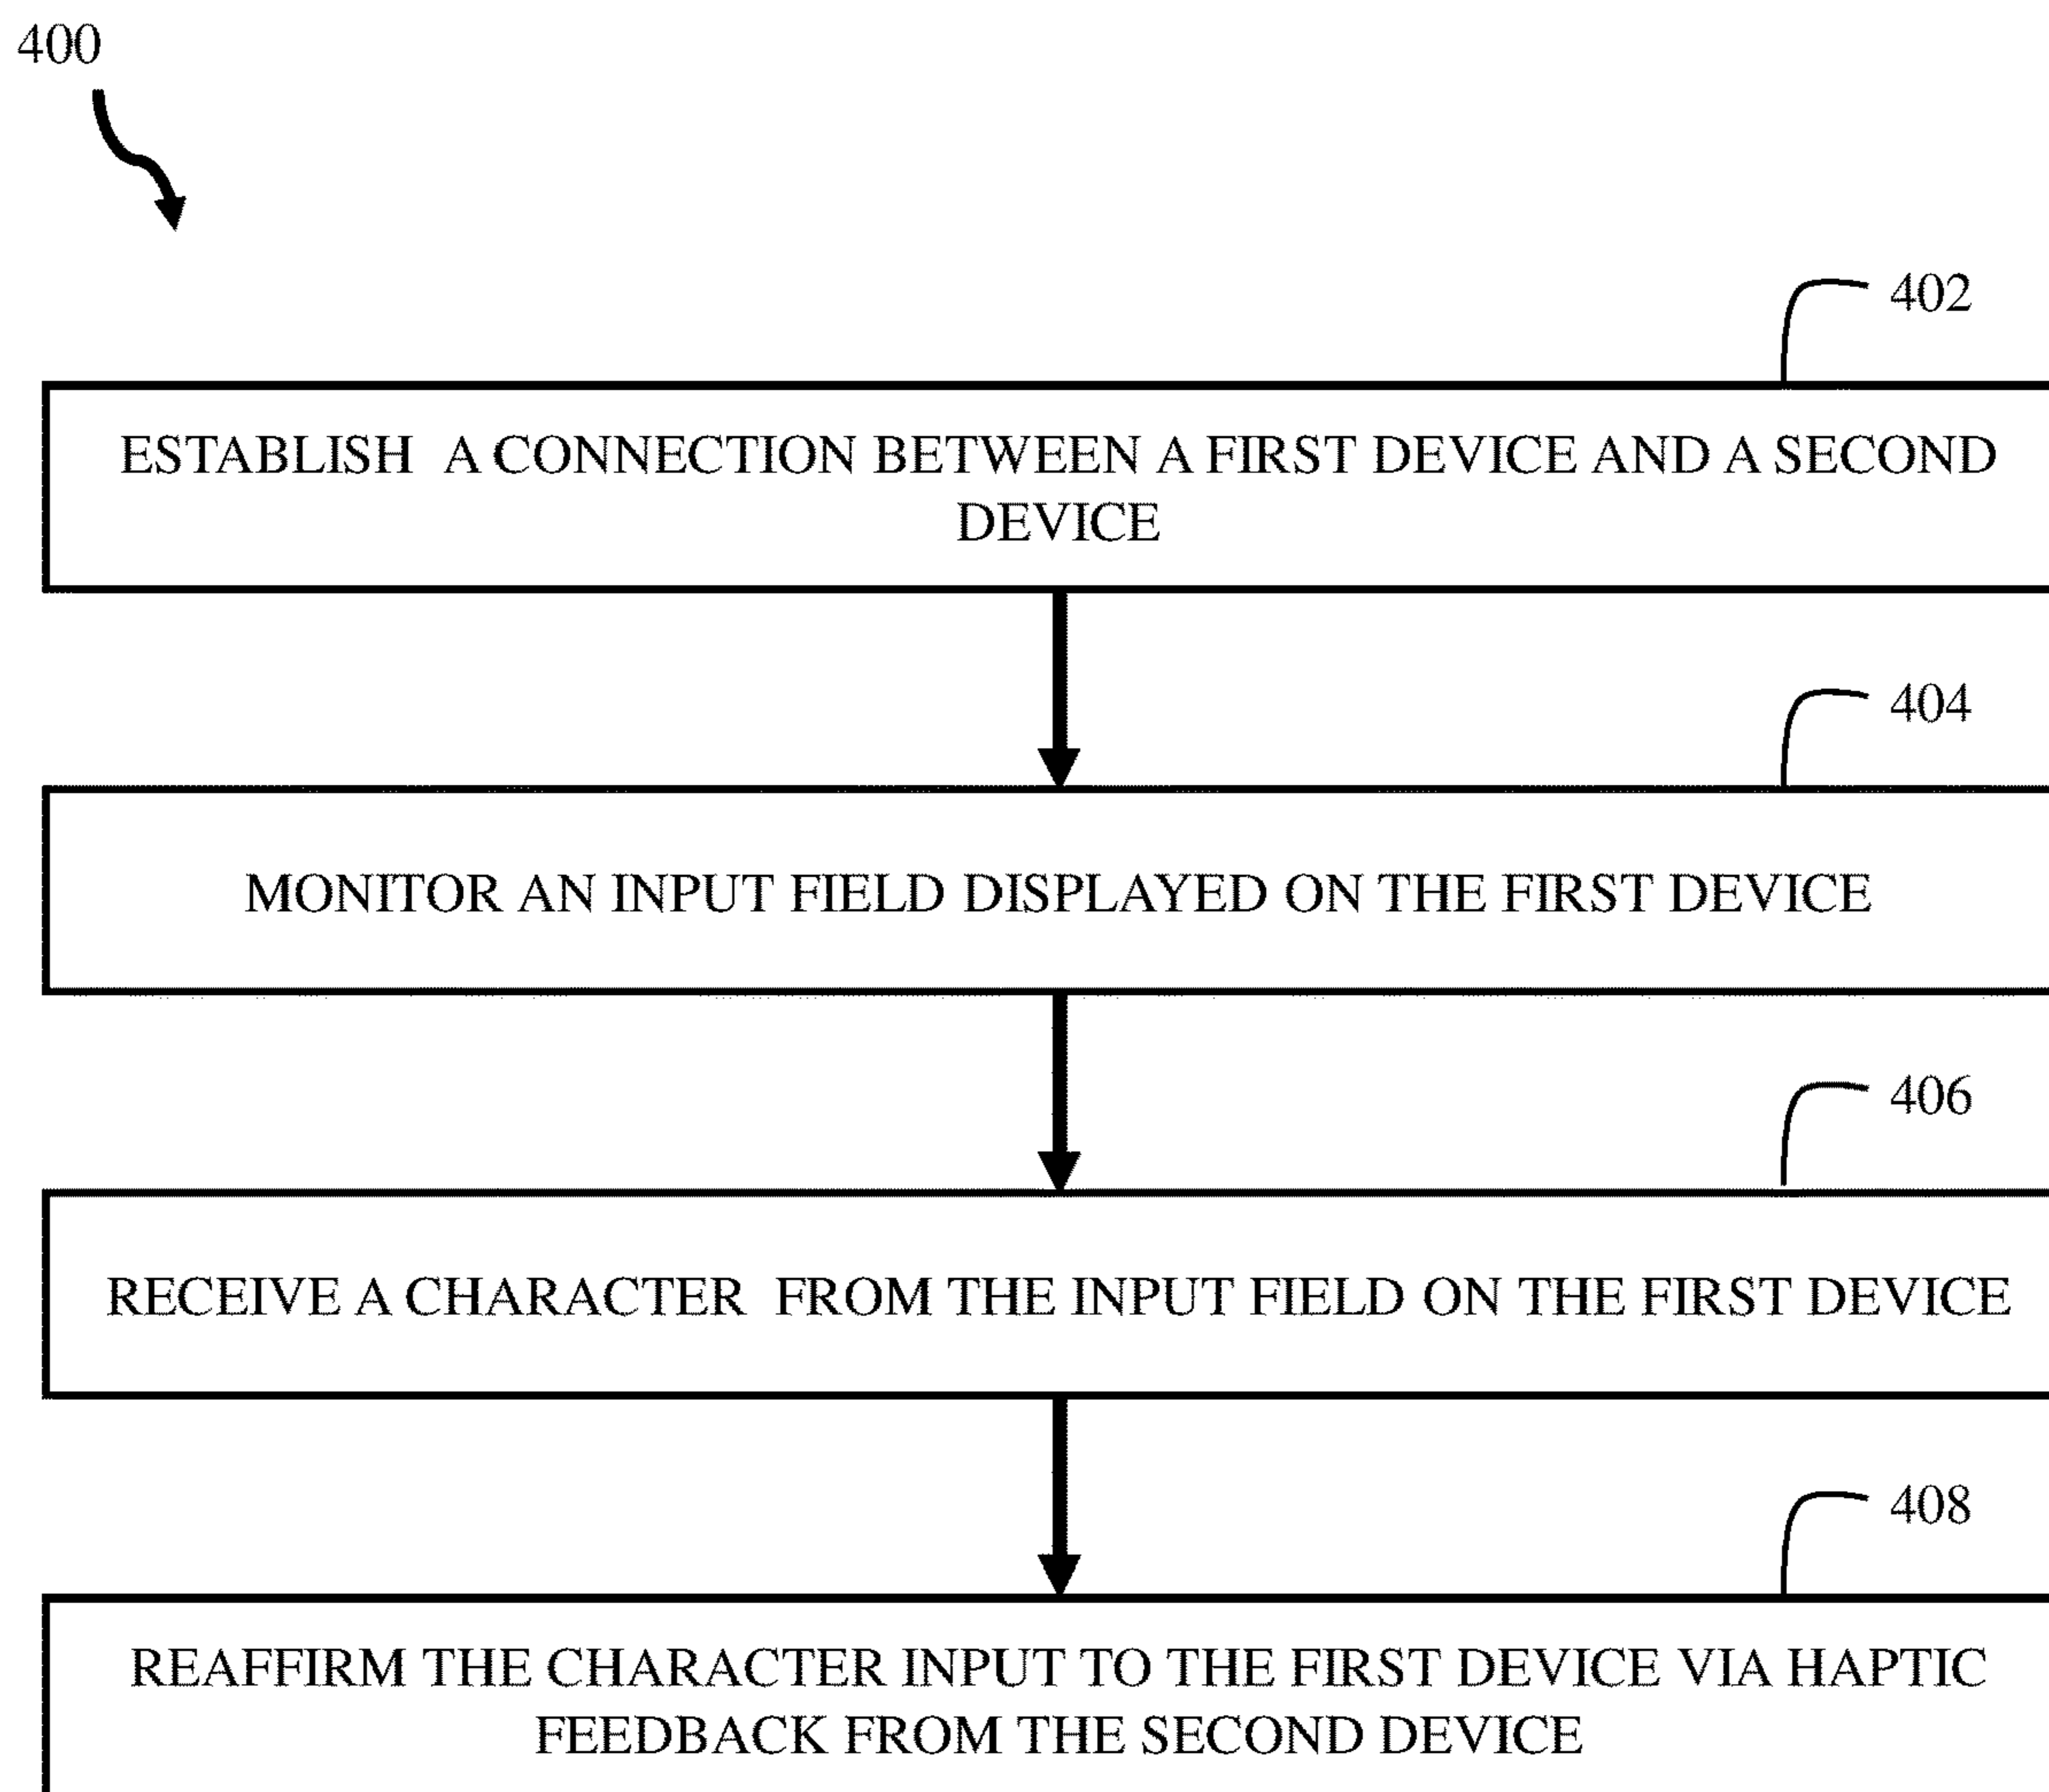 400
402
ESTABLISH A CONNECTION BETWEEN A FIRST DEVICE AND A SECOND
DEVICE
404
MONITOR AN INPUT FIELD DISPLAYED ON THE FIRST DEVICE
406
RECEIVE A CHARACTER FROM THE INPUT FIELD ON THE FIRST DEVICE
408
REAFFIRM THE CHARACTER INPUT TO THE FIRST DEVICE VIA HAPTIC
FEEDBACK FROM THE SECOND DEVICE